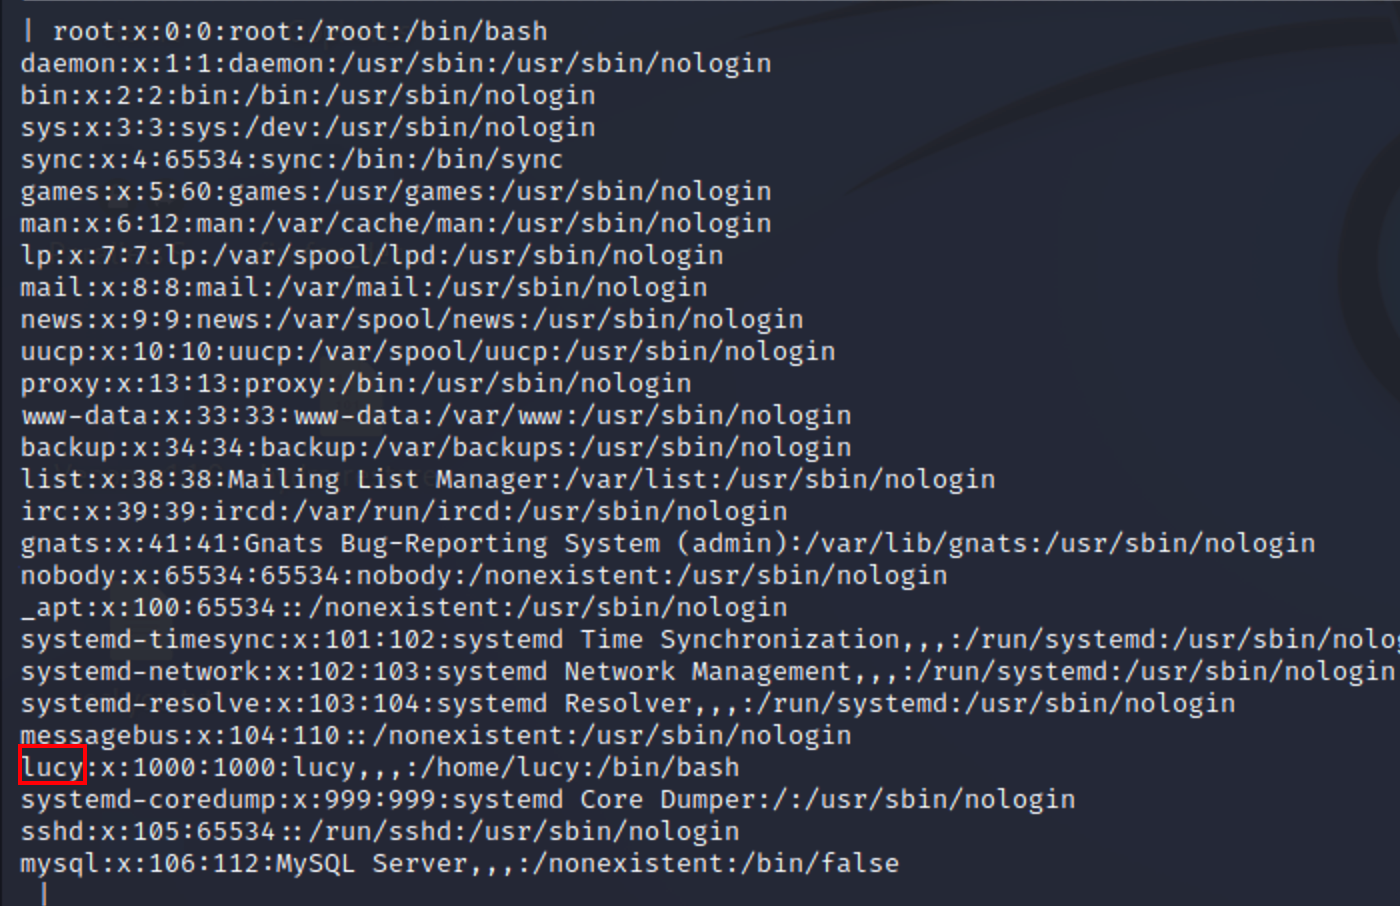 | root:x:0:0:root:/root:/bin/bash
daemon:x:1:1:daemon:/usr/sbin:/usr/sbin/nologin
bin:x:2:2:bin:/bin:/usr/sbin/nologin
sys:x:3:3:sys:/dev:/usr/sbin/nologin
sync:x:4:65534:sync:/bin:/bin/sync
games:x:5:60:games:/usr/games:/usr/sbin/nologin
man:x:6:12:man:/var/cache/man:/usr/sbin/nologin
lp:x:7:7:lp:/var/spool/lpd:/usr/sbin/nologin
mail:x:8:8:mail:/var/mail:/usr/sbin/nologin
news:x:9:9:news:/var/spool/news:/usr/sbin/nologin
uucp:x:10:10:uucp:/var/spool/uucp:/usr/sbin/nologin
proxy:x:13:13:proxy:/bin:/usr/sbin/nologin
www-data:x:33:33:www-data:/var/www:/usr/sbin/nologin
backup:x:34:34:backup:/var/backups:/usr/sbin/nologin
list:x:38:38:Mailing List Manager:/var/list:/usr/sbin/nologin
irc:x:39:39:ircd:/var/run/ircd:/usr/sbin/nologin
gnats:x:41:41:Gnats Bug-Reporting System (admin):/var/lib/gnats:/usr/sbin/nologin
nobody:x:65534:65534:nobody:/nonexistent:/usr/sbin/nologin
_apt:x:100:65534::/nonexistent:/usr/sbin/nologin
systemd-timesync:x:101:102:systemd Time Synchronization,,,:/run/systemd:/usr/sbin/nolog
systemd-network:x:102:103:systemd Network Management,,,:/run/systemd:/usr/sbin/nologin
systemd-resolve:x:103:104:systemd Resolver,,,:/run/systemd:/usr/sbin/nologin
messagebus:x:104:110::/nonexistent:/usr/sbin/nologin
lucy:x:1000:1000:lucy,,,:/home/lucy:/bin/bash
systemd-coredump:x:999:999:systemd Core Dumper:/:/usr/sbin/nologin
sshd:x:105:65534::/run/sshd:/usr/sbin/nologin
mysql:x:106:112:MySQL Server,,,:/nonexistent:/bin/false
|